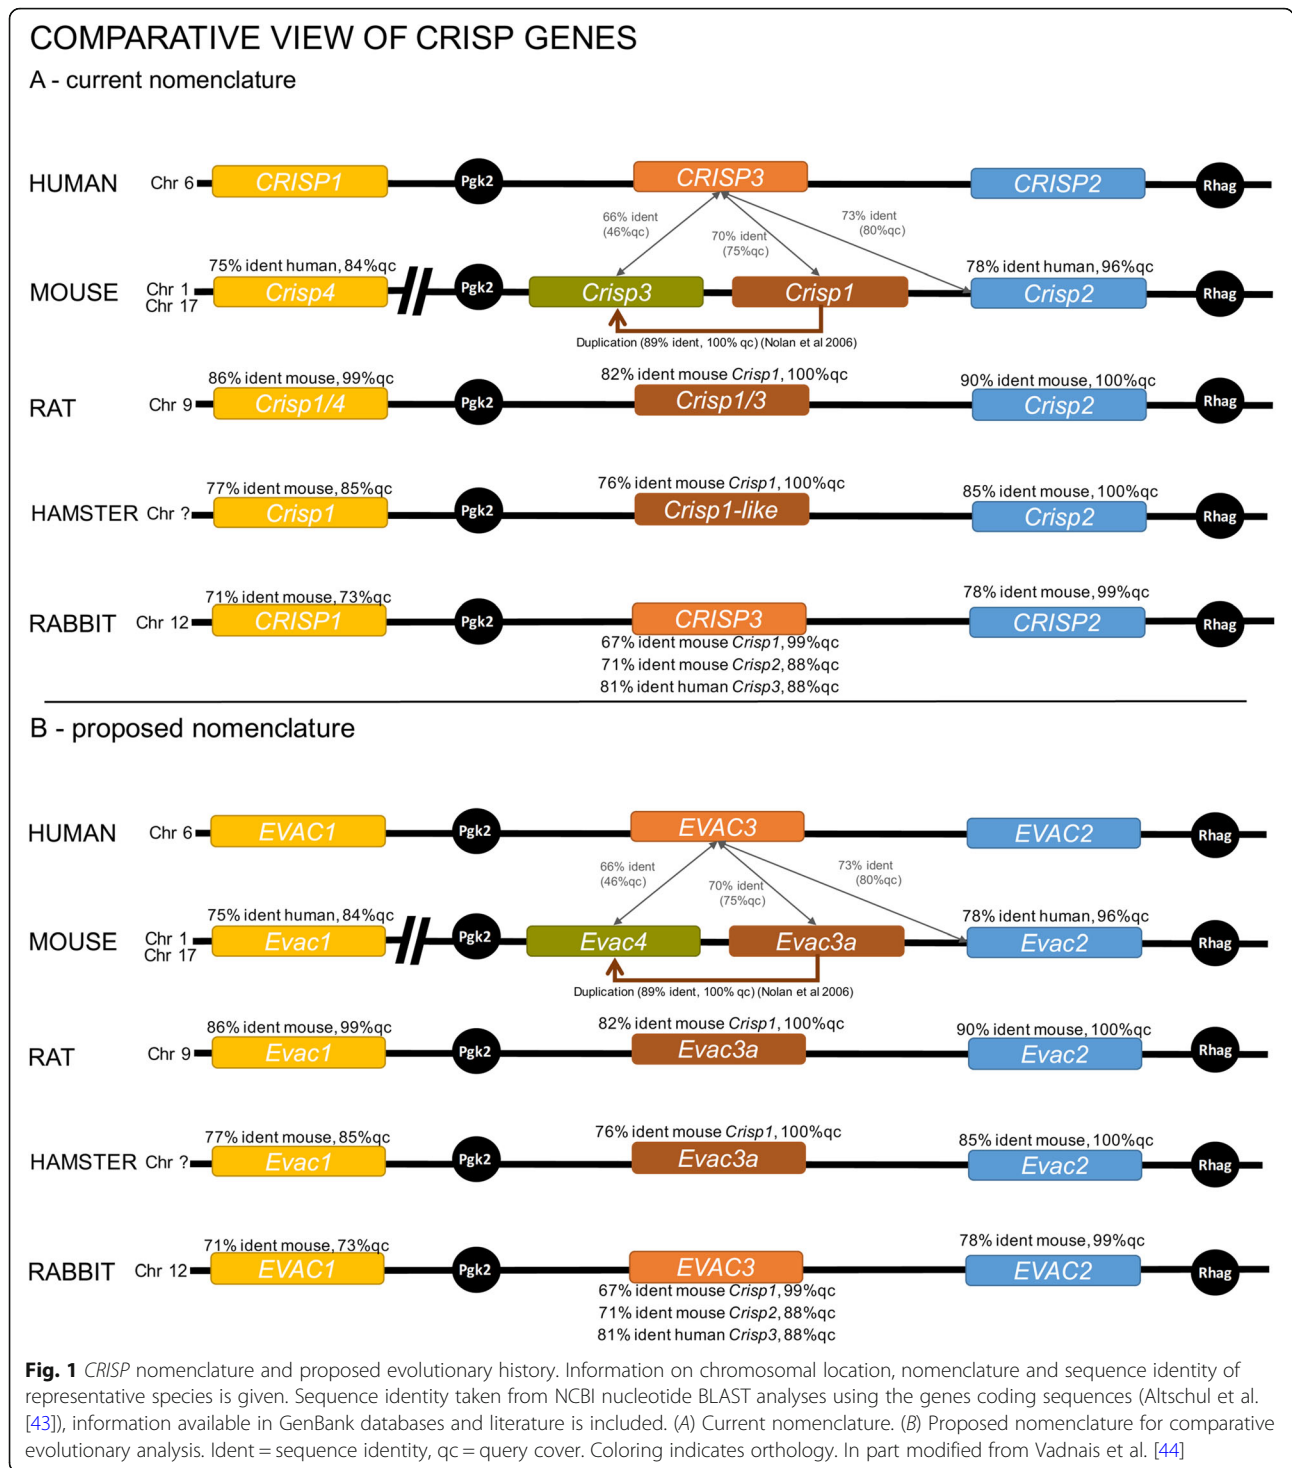 COMPARATIVE VIEW OF CRISP GENES
A - current nomenclature
HUMAN Chr 6 CRISP1 Pgk2 CRISP3 CRISP2 Rhag
66% ident (46%qc)
70% ident (75%qc)
73% ident (80%qc)
75% ident human, 84%qc 78% ident human, 96%qc
MOUSE Chr 1 Chr 17 Crisp4 Pgk2 Crisp3 Crisp1 Crisp2 Rhag
Duplication (89% ident, 100% qc) (Nolan et al 2006)
86% ident mouse, 99%qc 82% ident mouse Crisp1, 100%qc 90% ident mouse, 100%qc
RAT Chr 9 Crisp1/4 Pgk2 Crisp1/3 Crisp2 Rhag
77% ident mouse, 85%qc 76% ident mouse Crisp1, 100%qc 85% ident mouse, 100%qc
HAMSTER Chr ? Crisp1 Pgk2 Crisp1-like Crisp2 Rhag
71% ident mouse, 73%qc 78% ident mouse, 99%qc
RABBIT Chr 12 CRISP1 Pgk2 CRISP3 CRISP2 Rhag
67% ident mouse Crisp1, 99%qc
71% ident mouse Crisp2, 88%qc
81% ident human Crisp3, 88%qc
B - proposed nomenclature
HUMAN Chr 6 EVAC1 Pgk2 EVAC3 EVAC2 Rhag
66% ident (46%qc)
70% ident (75%qc)
73% ident (80%qc)
75% ident human, 84%qc 78% ident human, 96%qc
MOUSE Chr 1 Chr 17 Evac1 Pgk2 Evac4 Evac3a Evac2 Rhag
Duplication (89% ident, 100% qc) (Nolan et al 2006)
86% ident mouse, 99%qc 82% ident mouse Crisp1, 100%qc 90% ident mouse, 100%qc
RAT Chr 9 Evac1 Pgk2 Evac3a Evac2 Rhag
77% ident mouse, 85%qc 76% ident mouse Crisp1, 100%qc 85% ident mouse, 100%qc
HAMSTER Chr ? Evac1 Pgk2 Evac3a Evac2 Rhag
71% ident mouse, 73%qc 78% ident mouse, 99%qc
RABBIT Chr 12 EVAC1 Pgk2 EVAC3 EVAC2 Rhag
67% ident mouse Crisp1, 99%qc
71% ident mouse Crisp2, 88%qc
81% ident human Crisp3, 88%qc
Fig. 1 CRISP nomenclature and proposed evolutionary history. Information on chromosomal location, nomenclature and sequence identity of
representative species is given. Sequence identity taken from NCBI nucleotide BLAST analyses using the genes coding sequences (Altschul et al.
[43]), information available in GenBank databases and literature is included. (A) Current nomenclature. (B) Proposed nomenclature for comparative
evolutionary analysis. Ident = sequence identity, qc = query cover. Coloring indicates orthology. In part modified from Vadnais et al. [44]